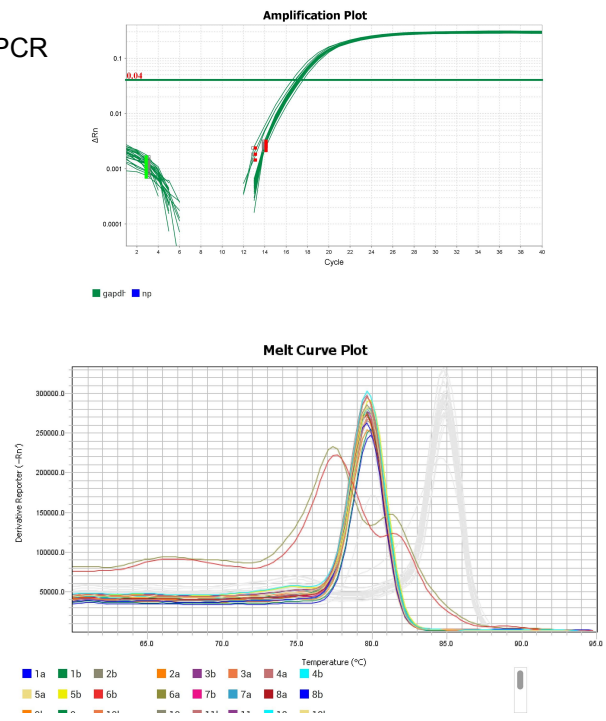 PCR
Amplification Plot
0.1
0.04
0.01
ΔRn
0.001
0.0001
2 4 6 8 10 12 14 16 18 20 22 24 26 28 30 32 34 36 38 40
Cycle
np
Melt Curve Plot
300000.0
250000.0
200000.0
150000.0
100000.0
50000.0
Derivative Reporter (-Rn')
65.0 70.0 75.0 80.0 85.0 90.0 95.0
Temperature (°C)
1a 1b 2b 2a 3b 3a 4a 4b
5a 5b 6b 6a 7b 7a 8a 8b